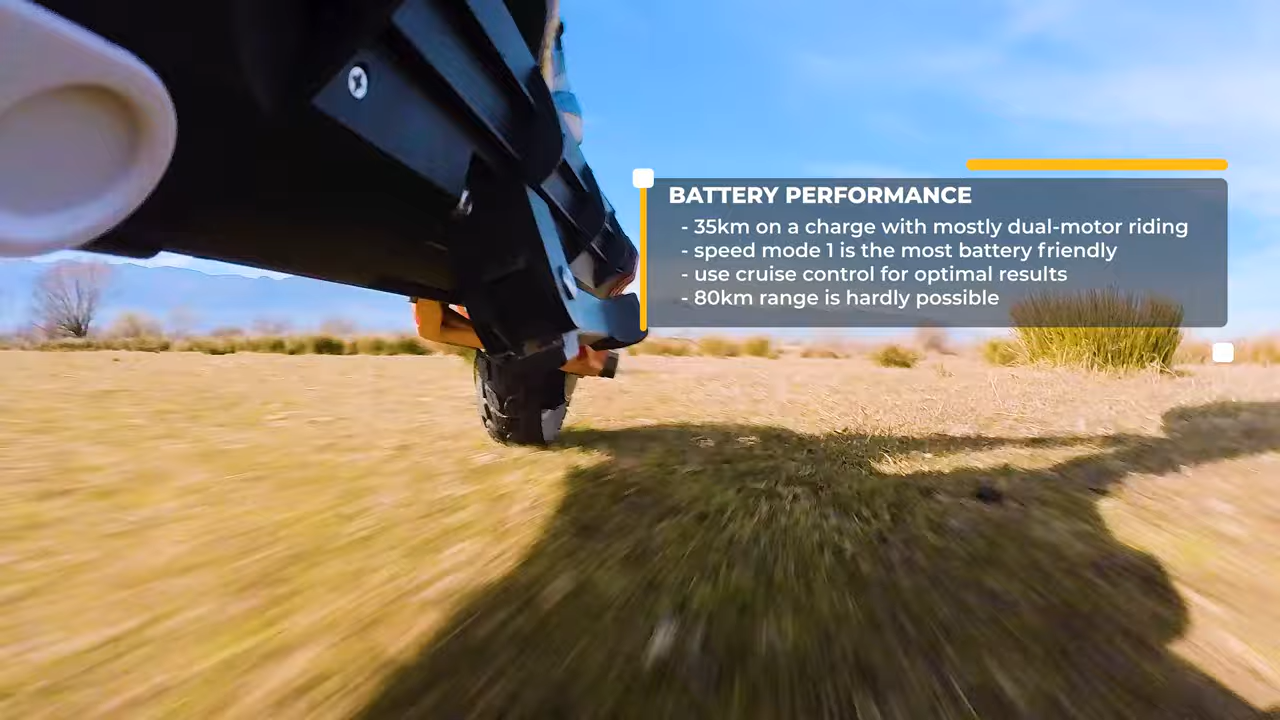 BATTERY PERFORMANCE
- 35km on a charge with mostly dual-motor riding
- speed mode 1 is the most battery friendly
- use cruise control for optimal results
- 80km range is hardly possible